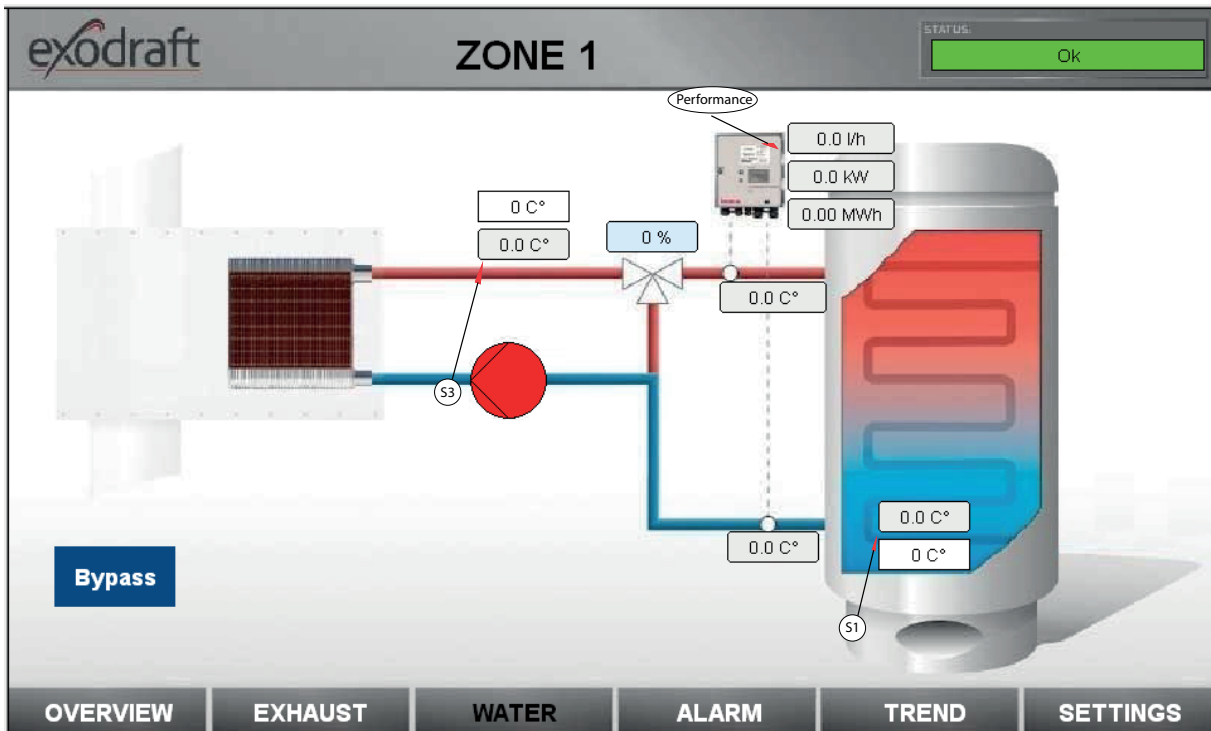 exodraft
ZONE 1
STATUS:
Ok
Performance
0.0 l/h
0.0 kW
0.00 MWh
0 C°
0.0 C°
0 %
0.0 C°
S3
0.0 C°
0.0 C°
0 C°
Bypass
S1
OVERVIEW
EXHAUST
WATER
ALARM
TREND
SETTINGS